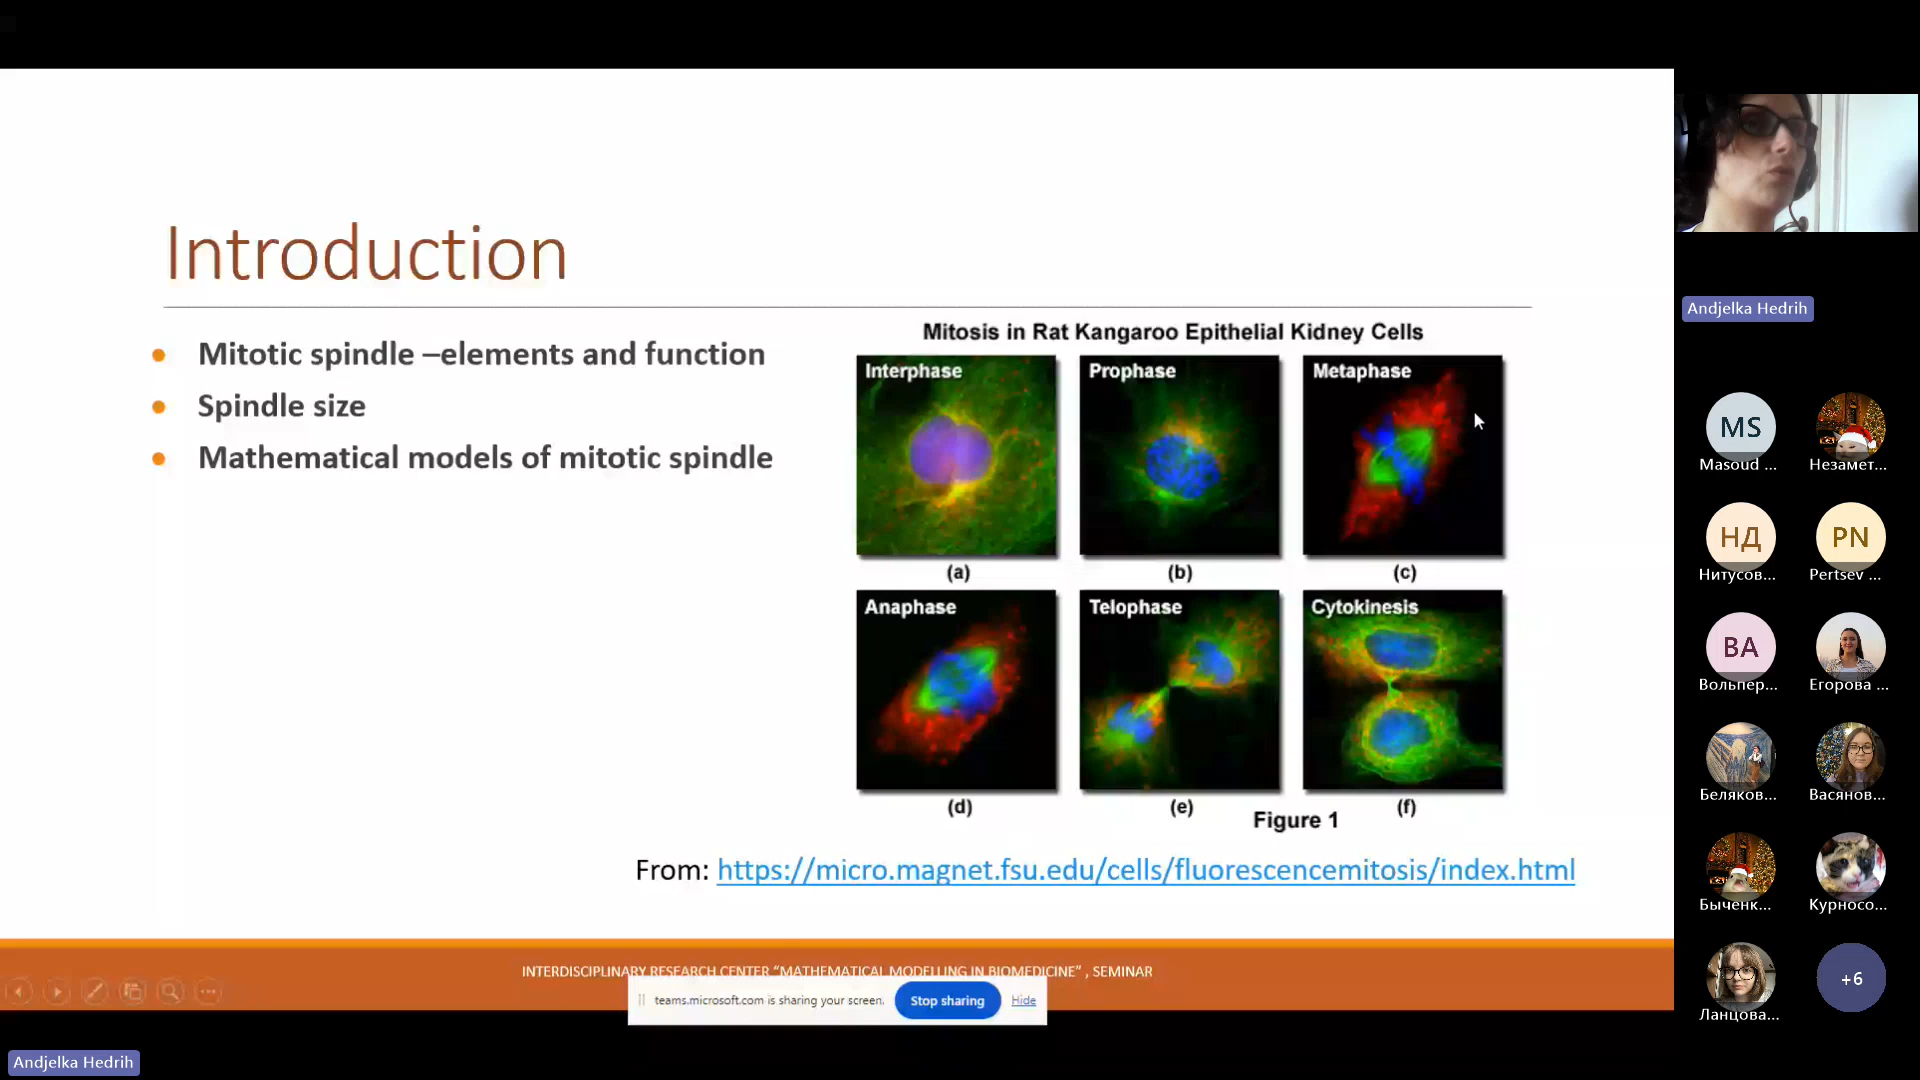 Introduction
Mitotic spindle –elements and function
Spindle size
Mathematical models of mitotic spindle
Mitosis in Rat Kangaroo Epithelial Kidney Cells
Interphase
Prophase
Metaphase
(a)
(b)
(c)
Anaphase
Telophase
Cytokinesis
(d)
(e)
(f)
Figure 1
From: https://micro.magnet.fsu.edu/cells/fluorescencemitosis/index.html
INTERDISCIPLINARY RESEARCH CENTER “MATHEMATICAL MODELLING IN BIOMEDICINE” , SEMINAR
teams.microsoft.com is sharing your screen.
Stop sharing
Hide
Andjelka Hedrih
Andjelka Hedrih
MS
Masoud ...
Незамет...
НД
Нитусов...
PN
Pertsev ...
ВА
Вольпер...
Егорова ...
Беляков...
Васянов...
Быченк...
Курносо...
Ланцова...
+6